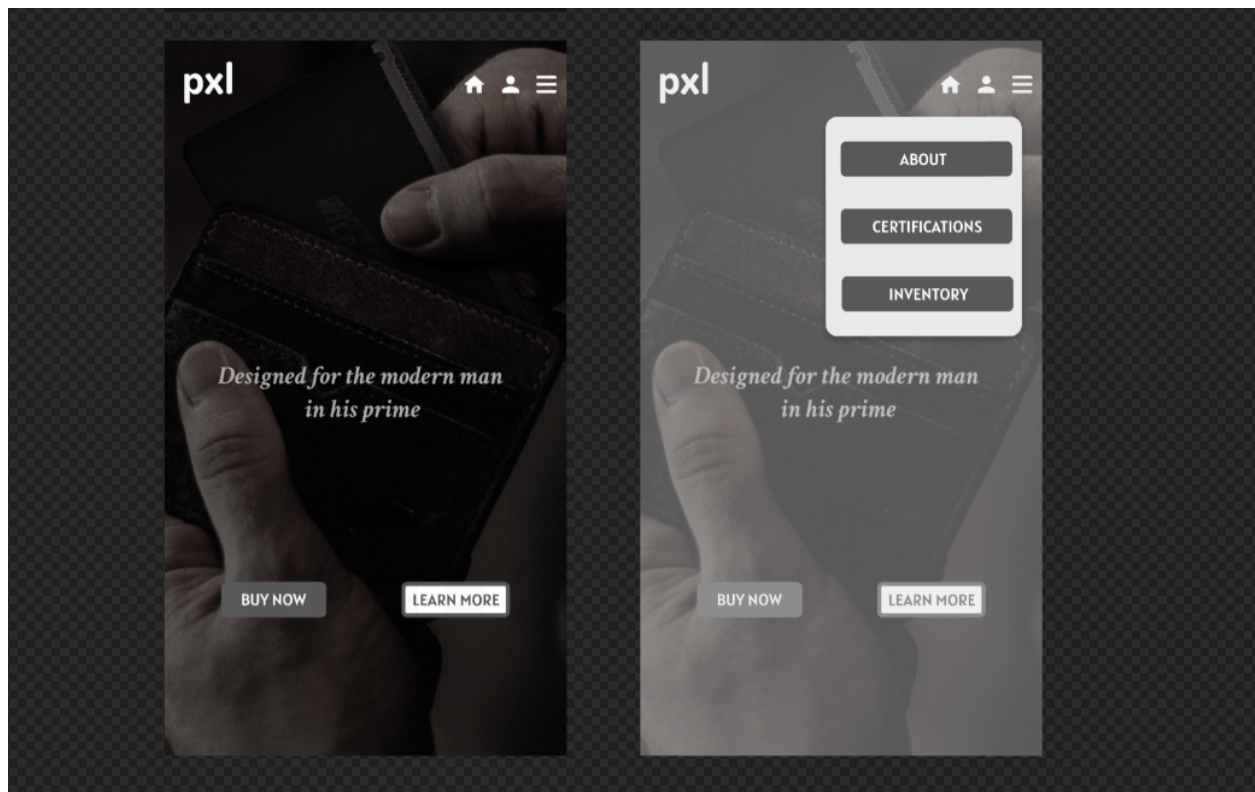 pxl
Designed for the modern man
in his prime
BUY NOW
LEARN MORE
pxl
ABOUT
CERTIFICATIONS
INVENTORY
Designed for the modern man
in his prime
BUY NOW
LEARN MORE